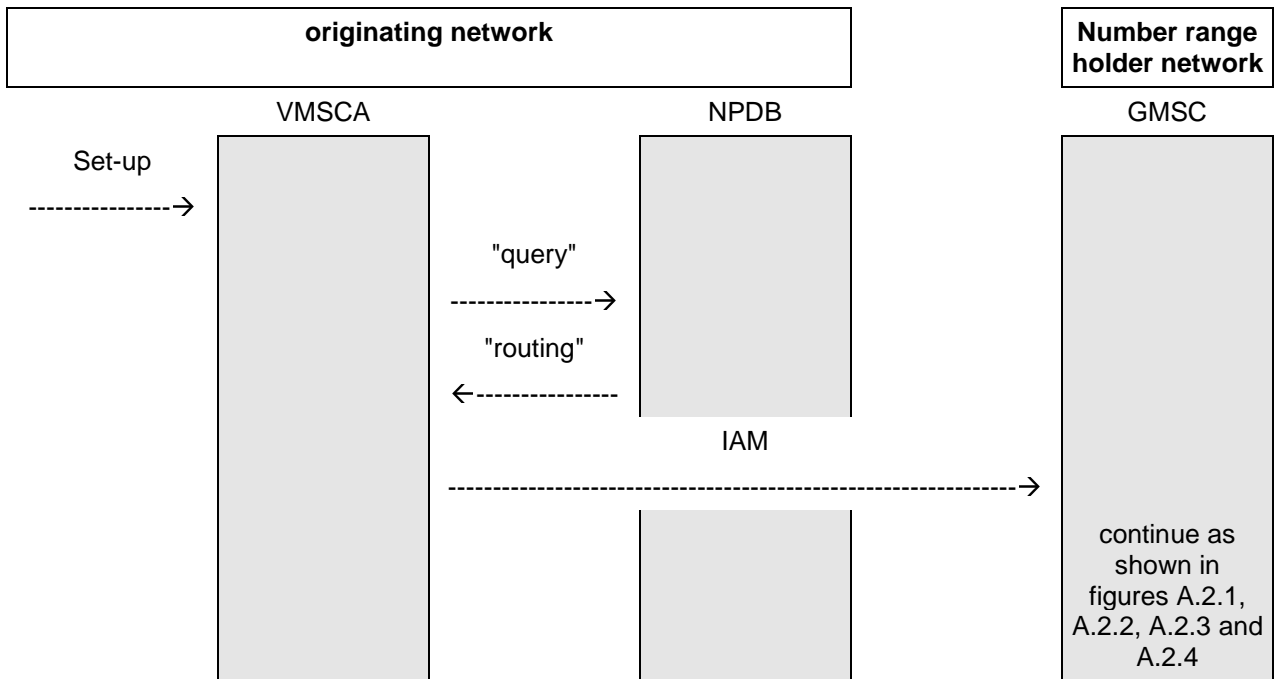 originating network
Number range
holder network
VMSCA
NPDB
GMSC
Set-up
---------------->
"query"
---------------->
"routing"
<----------------
IAM
---------------------------------------------------------------->
continue as
shown in
figures A.2.1,
A.2.2, A.2.3 and
A.2.4